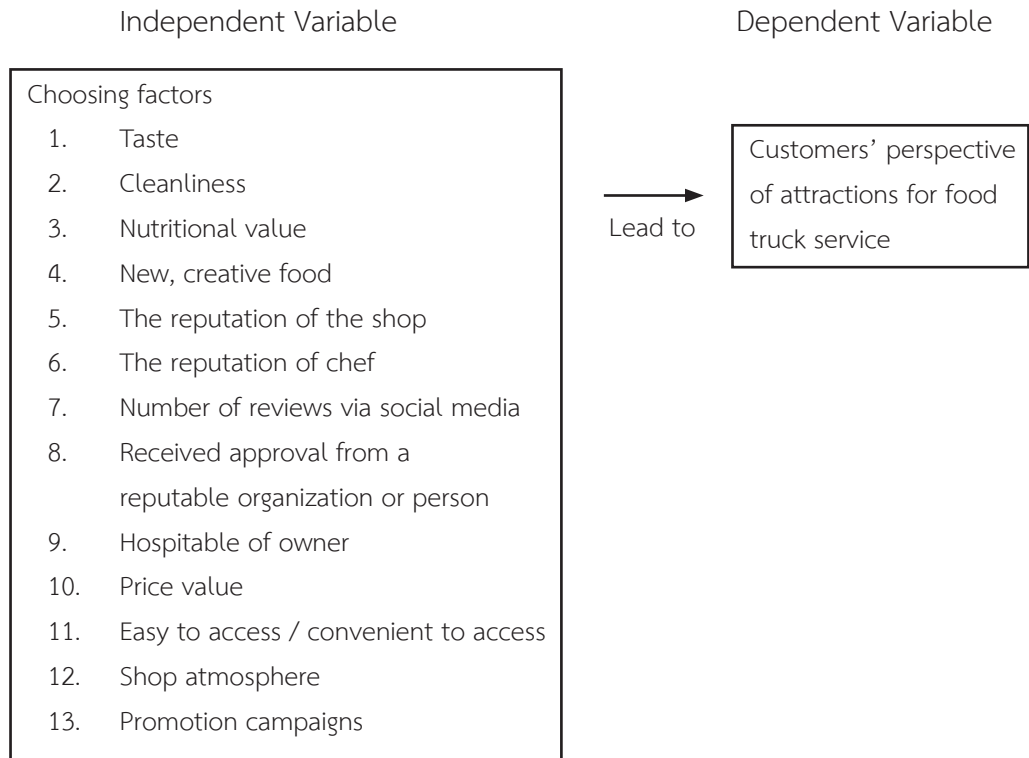 Independent Variable
Dependent Variable
Choosing factors
1. Taste
2. Cleanliness
3. Nutritional value
4. New, creative food
5. The reputation of the shop
6. The reputation of chef
7. Number of reviews via social media
8. Received approval from a
reputable organization or person
9. Hospitable of owner
10. Price value
11. Easy to access / convenient to access
12. Shop atmosphere
13. Promotion campaigns
Lead to
Customers’ perspective
of attractions for food
truck service